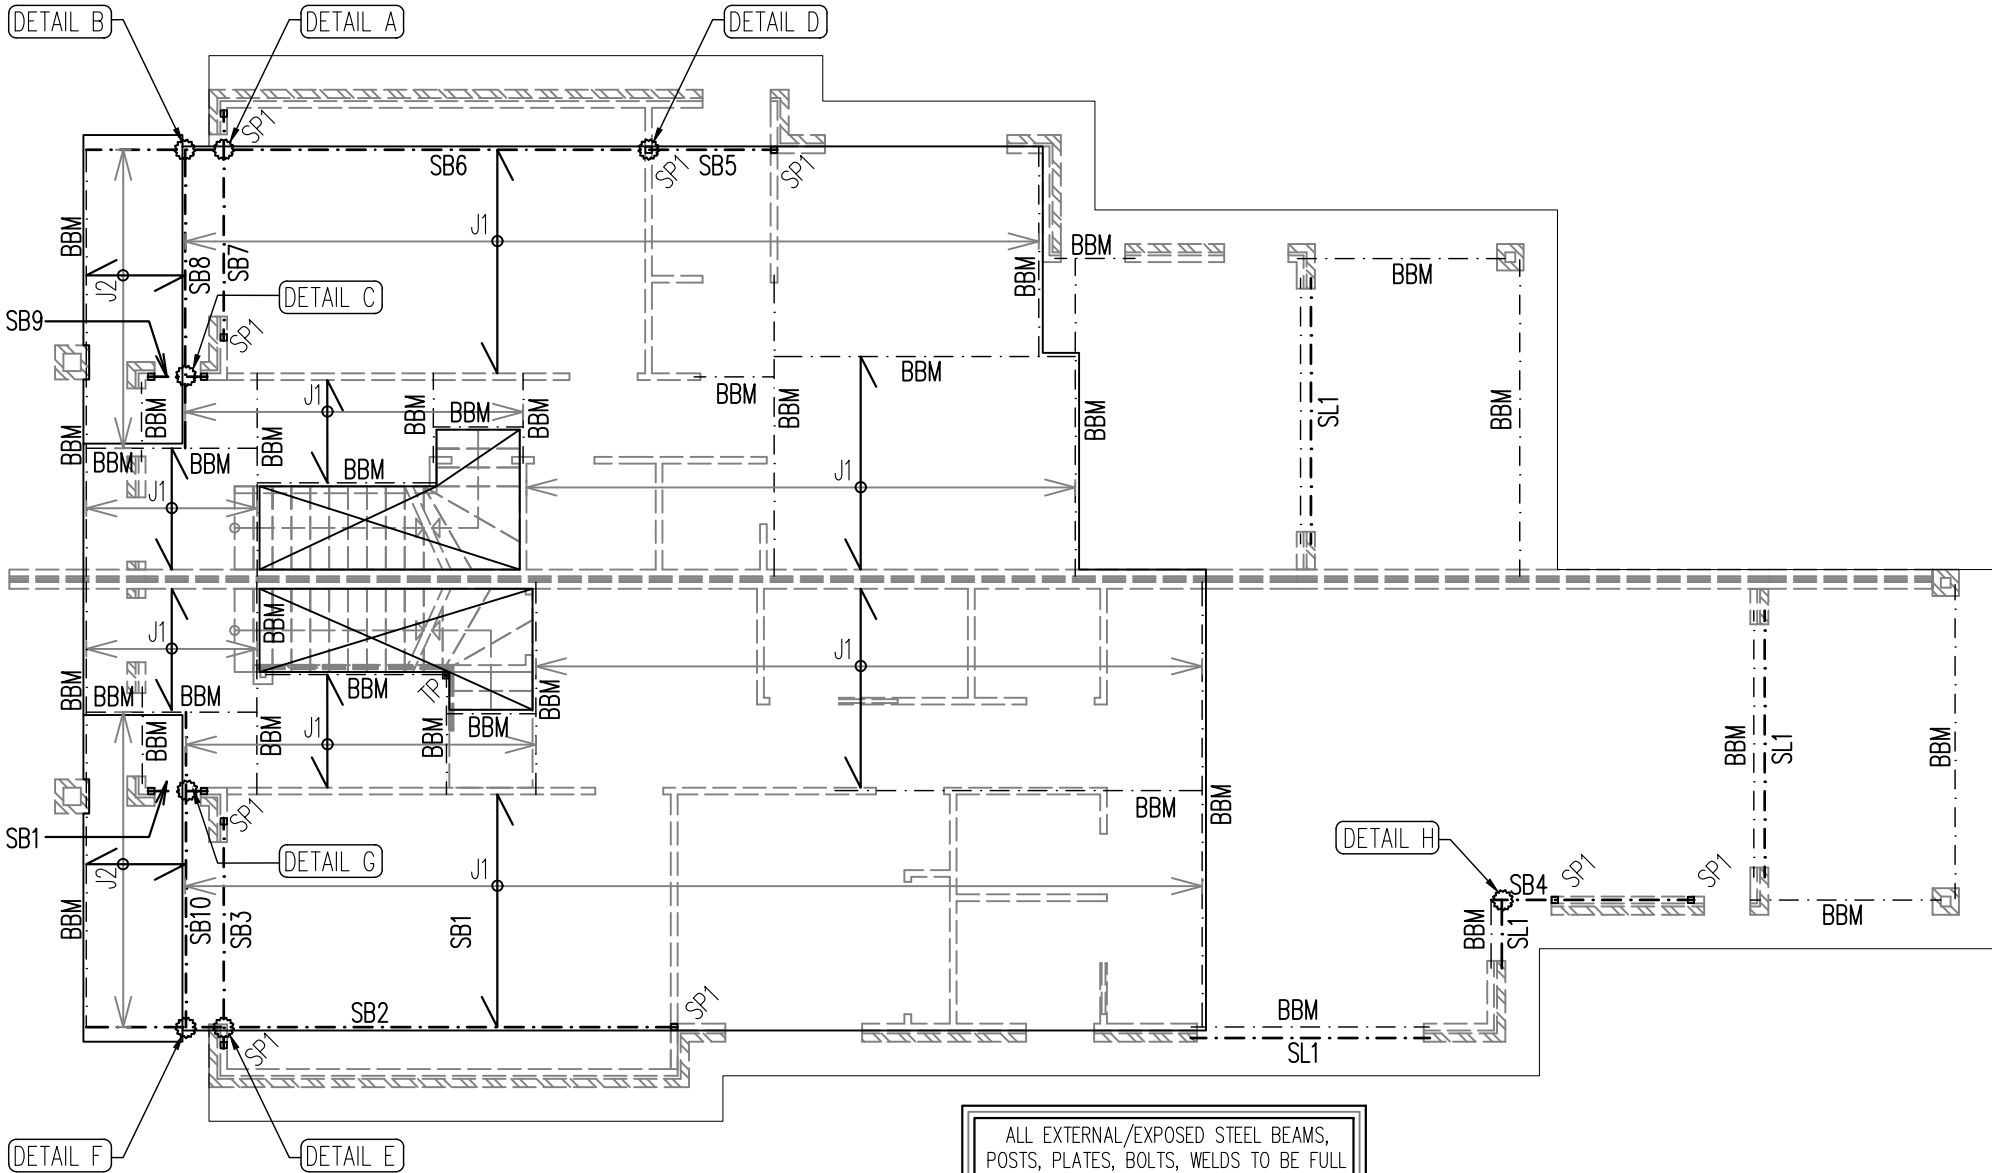 DETAIL B
DETAIL A
DETAIL D
SP1
SB6
SP1
SB5
SP1
BBM
J1
BBM
J2
SB8
SB7
BBM
BBM
BBM
DETAIL C
SB9
SP1
BBM
BBM
BBM
BBM
J1
BBM
BBM
BBM
BBM
BBM
SL1
BBM
BBM
BBM
BBM
BBM
BBM
J1
J1
J1
BBM
J1
BBM
BBM
BBM
BBM
TP
BBM
BBM
BBM
BBM
J1
BBM
BBM
BBM
SL1
BBM
SB1
SP1
BBM
BBM
DETAIL G
J2
J1
DETAIL H
SP1
SP1
SB4
BBM
SB10
SB3
SB1
BBM
SL1
BBM
SB2
SP1
BBM
SP1
SL1
DETAIL F
DETAIL E
ALL EXTERNAL/EXPOSED STEEL BEAMS,
POSTS, PLATES, BOLTS, WELDS TO BE FULL